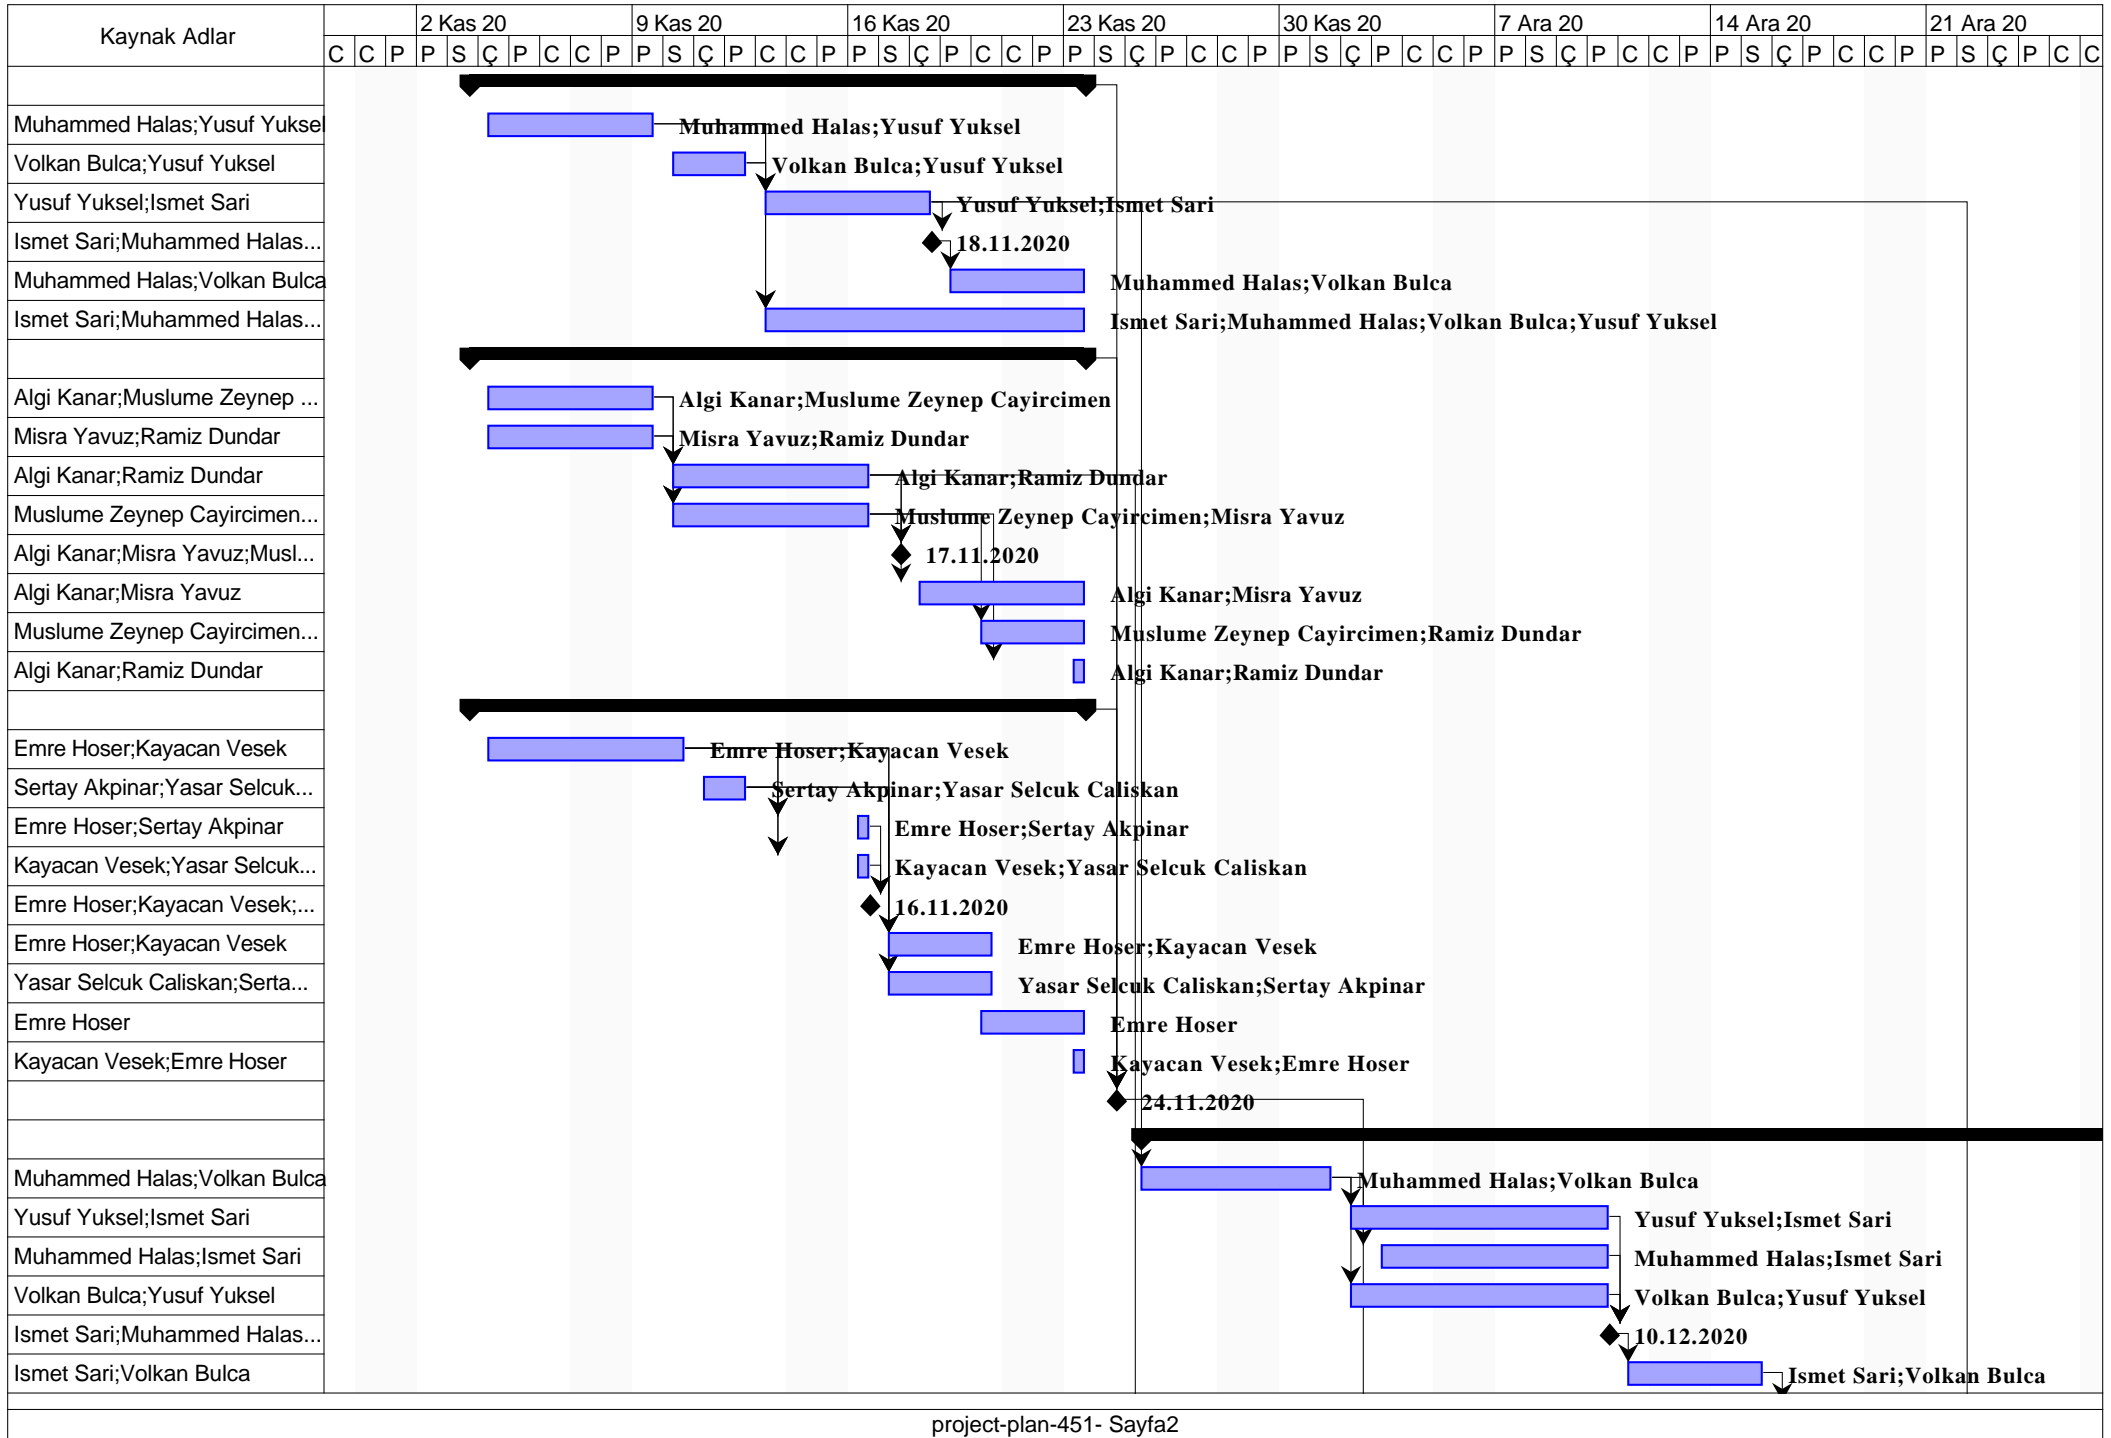 Kaynak Adlar
2 Kas 20 9 Kas 20 16 Kas 20 23 Kas 20 30 Kas 20 7 Ara 20 14 Ara 20 21 Ara 20
C C P P S Ç P C C P P S Ç P C C P P S Ç P C C P P S Ç P C C P P S Ç P C C P P S Ç P C C P P S Ç P C C P P S Ç P C C
Muhammed Halas;Yusuf Yuksel Muhammed Halas;Yusuf Yuksel
Volkan Bulca;Yusuf Yuksel Volkan Bulca;Yusuf Yuksel
Yusuf Yuksel;Ismet Sari Yusuf Yuksel;Ismet Sari
Ismet Sari;Muhammed Halas... 18.11.2020
Muhammed Halas;Volkan Bulca Muhammed Halas;Volkan Bulca
Ismet Sari;Muhammed Halas... Ismet Sari;Muhammed Halas;Volkan Bulca;Yusuf Yuksel
Algi Kanar;Muslume Zeynep ... Algi Kanar;Muslume Zeynep Cayircimen
Misra Yavuz;Ramiz Dundar Misra Yavuz;Ramiz Dundar
Algi Kanar;Ramiz Dundar Algi Kanar;Ramiz Dundar
Muslume Zeynep Cayircimen... Muslume Zeynep Cayircimen;Misra Yavuz
Algi Kanar;Misra Yavuz;Musl... 17.11.2020
Algi Kanar;Misra Yavuz Algi Kanar;Misra Yavuz
Muslume Zeynep Cayircimen... Muslume Zeynep Cayircimen;Ramiz Dundar
Algi Kanar;Ramiz Dundar Algi Kanar;Ramiz Dundar
Emre Hoser;Kayacan Vesek Emre Hoser;Kayacan Vesek
Sertay Akpinar;Yasar Selcuk... Sertay Akpinar;Yasar Selcuk Caliskan
Emre Hoser;Sertay Akpinar Emre Hoser;Sertay Akpinar
Kayacan Vesek;Yasar Selcuk... Kayacan Vesek;Yasar Selcuk Caliskan
Emre Hoser;Kayacan Vesek;... 16.11.2020
Emre Hoser;Kayacan Vesek Emre Hoser;Kayacan Vesek
Yasar Selcuk Caliskan;Serta... Yasar Selcuk Caliskan;Sertay Akpinar
Emre Hoser Emre Hoser
Kayacan Vesek;Emre Hoser Kayacan Vesek;Emre Hoser
24.11.2020
Muhammed Halas;Volkan Bulca Muhammed Halas;Volkan Bulca
Yusuf Yuksel;Ismet Sari Yusuf Yuksel;Ismet Sari
Muhammed Halas;Ismet Sari Muhammed Halas;Ismet Sari
Volkan Bulca;Yusuf Yuksel Volkan Bulca;Yusuf Yuksel
Ismet Sari;Muhammed Halas... 10.12.2020
Ismet Sari;Volkan Bulca Ismet Sari;Volkan Bulca
project-plan-451- Sayfa2